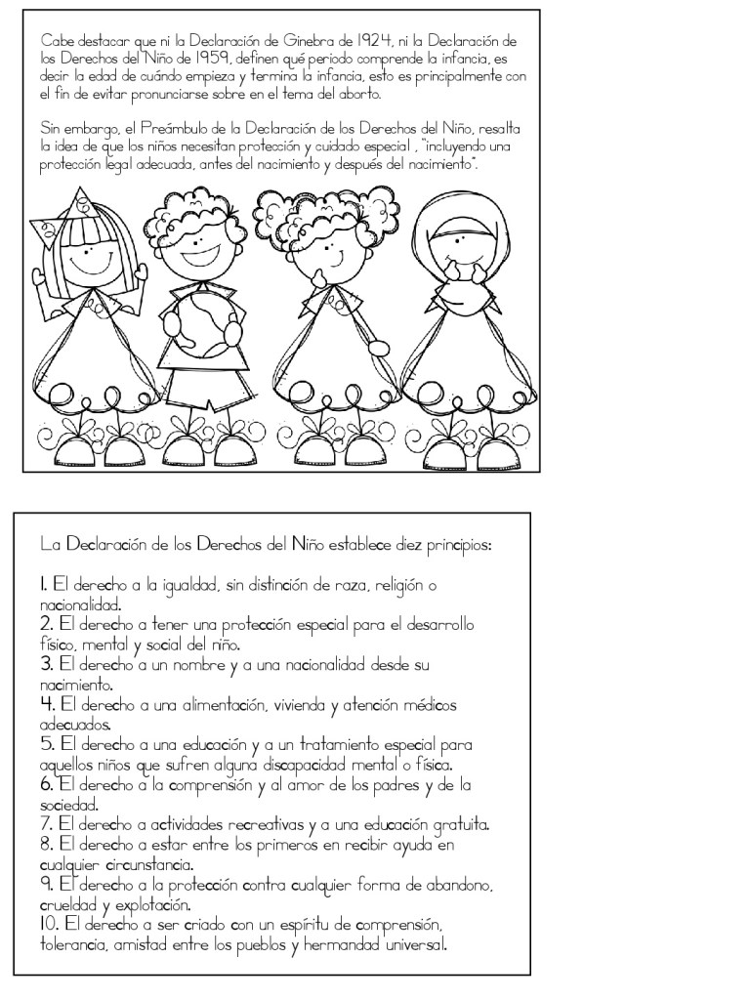 Cabe destacar que ni la Declaración de Ginebra de 1924, ni la Declaración de
los Derechos del Niño de 1959, definen qué periodo comprende la infancia, es
decir la edad de cuándo empieza y termina la infancia, esto es principalmente con
el fin de evitar pronunciarse sobre en el tema del aborto.
Sin embargo, el Preámbulo de la Declaración de los Derechos del Niño, resalta
la idea de que los niños necesitan protección y cuidado especial , "incluyendo una
protección legal adecuada, antes del nacimiento y después del nacimiento".
La Declaración de los Derechos del Niño establece diez principios:
1. El derecho a la igualdad, sin distinción de raza, religión o
nacionalidad.
2. El derecho a tener una protección especial para el desarrollo
físico, mental y social del niño.
3. El derecho a un nombre y a una nacionalidad desde su
nacimiento.
4. El derecho a una alimentación, vivienda y atención médicos
adecuados.
5. El derecho a una educación y a un tratamiento especial para
aquellos niños que sufren alguna discapacidad mental o física.
6. El derecho a la comprensión y al amor de los padres y de la
sociedad.
7. El derecho a actividades recreativas y a una educación gratuita.
8. El derecho a estar entre los primeros en recibir ayuda en
cualquier circunstancia.
9. El derecho a la protección contra cualquier forma de abandono,
crueldad y explotación.
10. El derecho a ser criado con un espíritu de comprensión,
tolerancia, amistad entre los pueblos y hermandad universal.